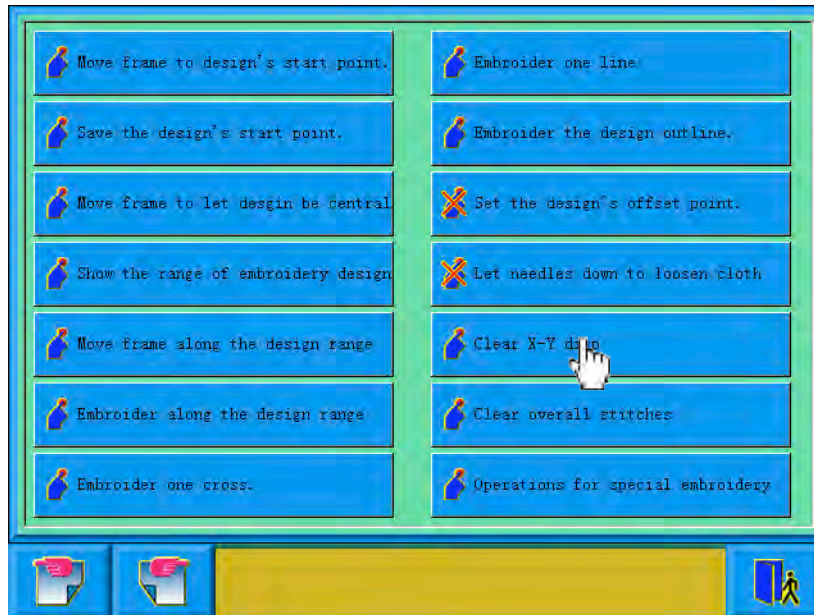 Move frame to design's start point.
Save the design's start point.
Move frame to let desgin be central
Show the range of embroidery design
Move frame along the design range
Embroider along the design range
Embroider one cross.
Embroider one line
Embroider the design outline.
Set the design's offset point.
Let needles down to loosen cloth
Clear X-Y
Clear overall stitches
Operations for special embroidery